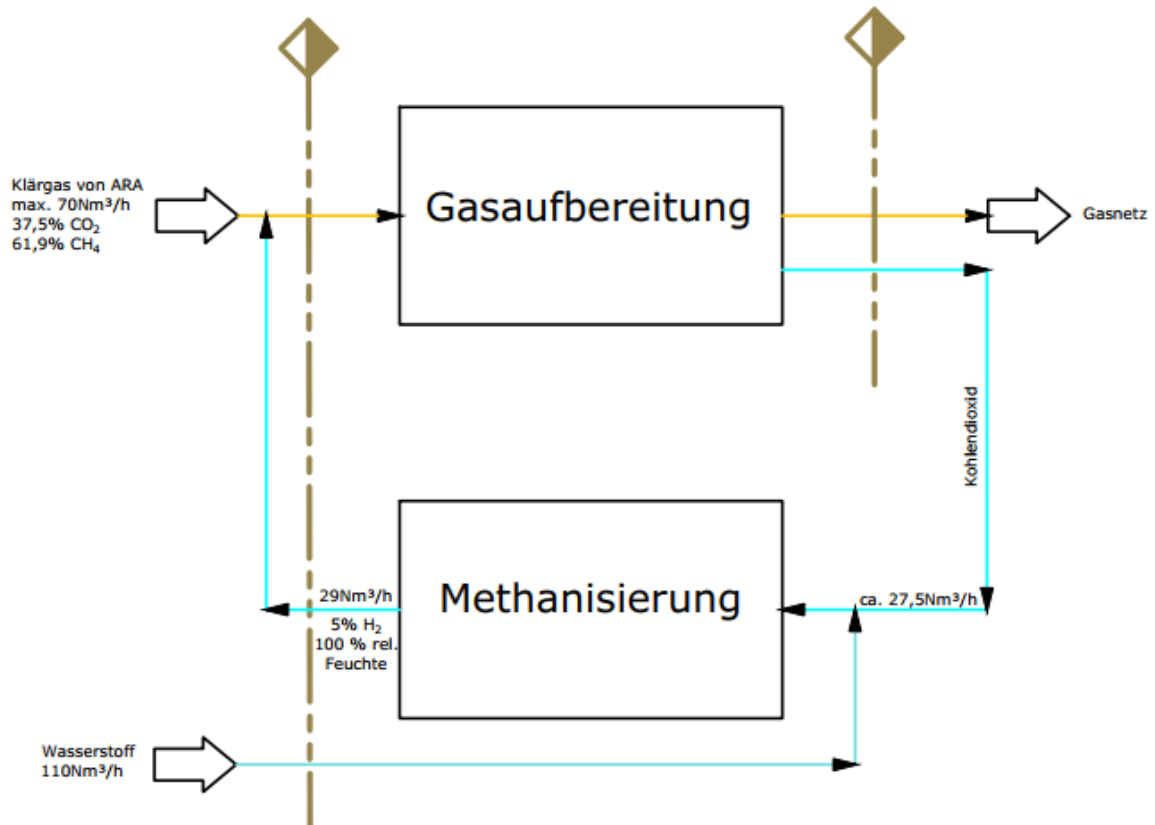 Klärgas von ARA
max. 70Nm³/h
37,5% CO₂
61,9% CH₄
Gasaufbereitung
Gasnetz
Kohlendioxid
Methanisierung
29Nm³/h
5% H₂
100 % rel.
Feuchte
ca. 27,5Nm³/h
Wasserstoff
110Nm³/h